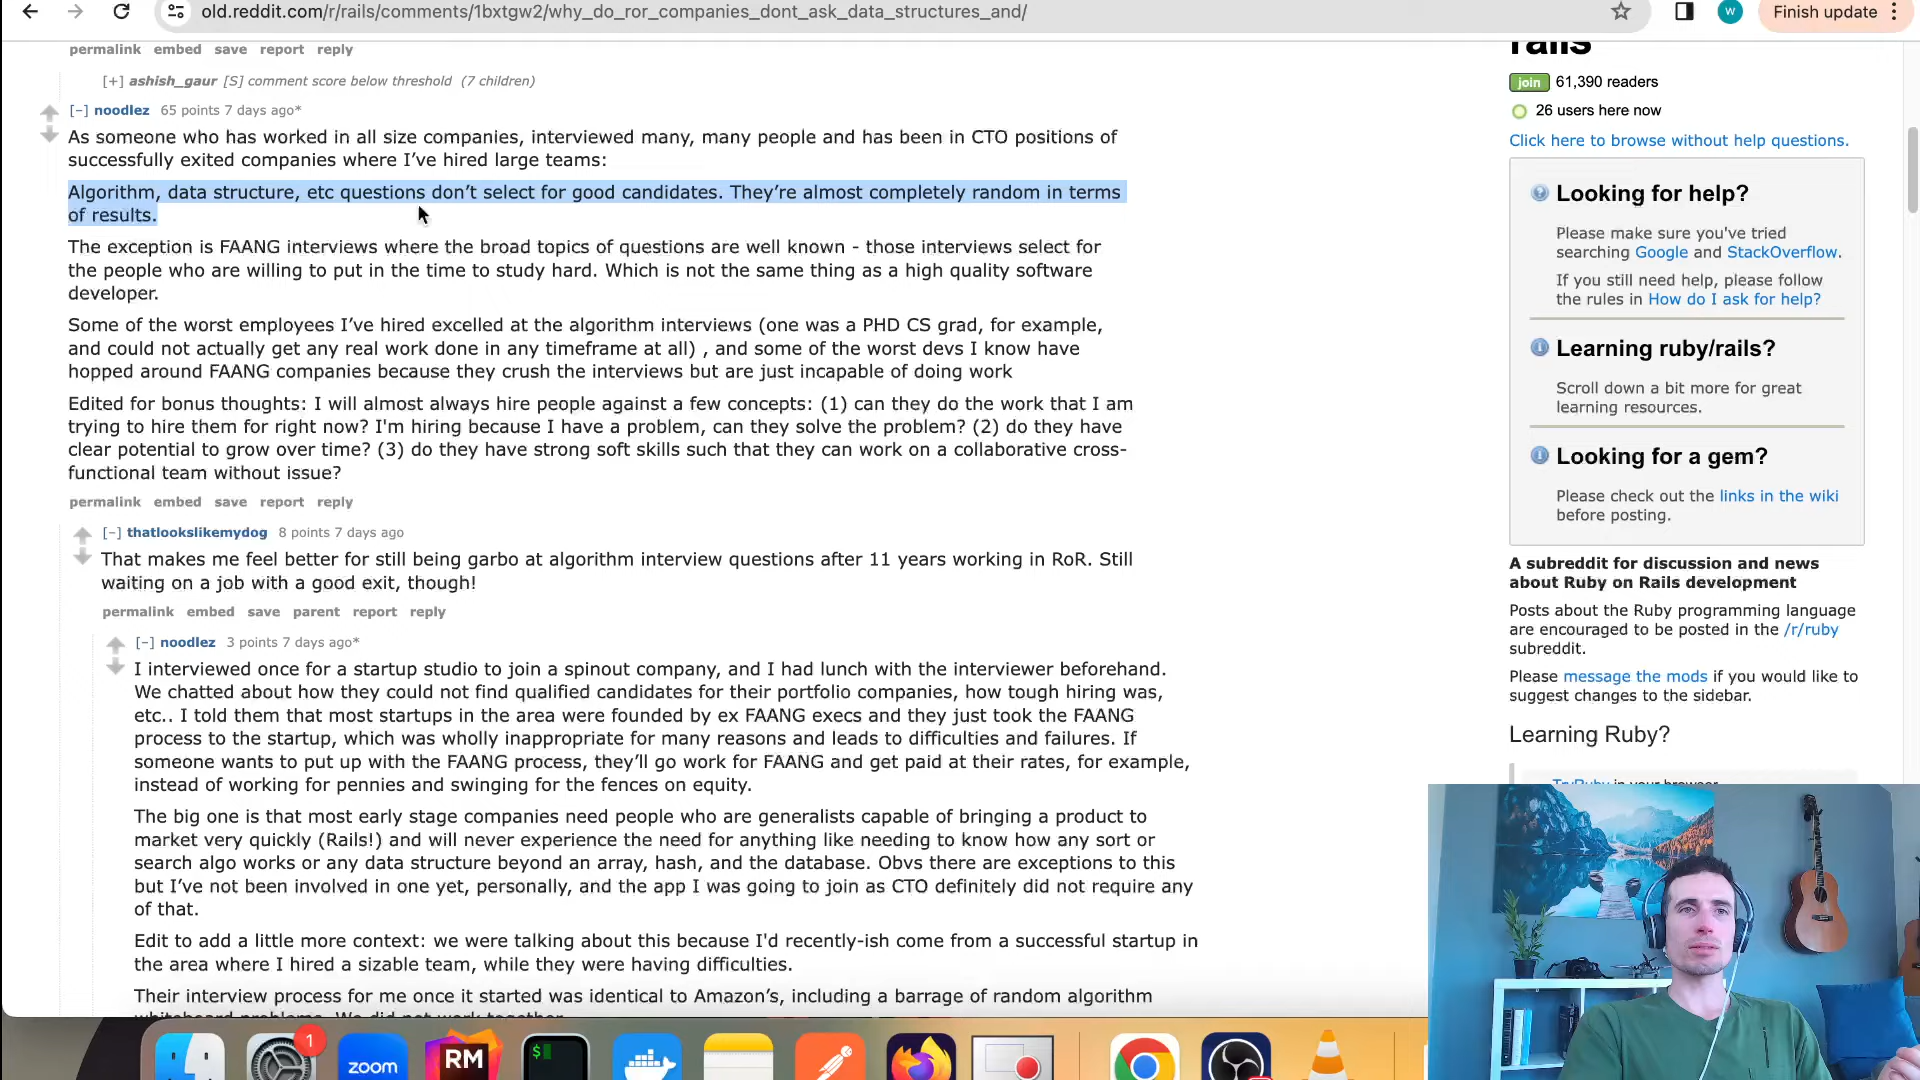 old.reddit.com/r/rails/comments/1bxtgw2/why_do_ror_companies_dont_ask_data_structures_and/
W
Finish update
permalink embed save report reply
[+] ashish_gaur [S] comment score below threshold (7 children)
[–] noodlez 65 points 7 days ago*
As someone who has worked in all size companies, interviewed many, many people and has been in CTO positions of
successfully exited companies where I’ve hired large teams:
Algorithm, data structure, etc questions don’t select for good candidates. They’re almost completely random in terms
of results.
The exception is FAANG interviews where the broad topics of questions are well known - those interviews select for
the people who are willing to put in the time to study hard. Which is not the same thing as a high quality software
developer.
Some of the worst employees I’ve hired excelled at the algorithm interviews (one was a PHD CS grad, for example,
and could not actually get any real work done in any timeframe at all) , and some of the worst devs I know have
hopped around FAANG companies because they crush the interviews but are just incapable of doing work
Edited for bonus thoughts: I will almost always hire people against a few concepts: (1) can they do the work that I am
trying to hire them for right now? I'm hiring because I have a problem, can they solve the problem? (2) do they have
clear potential to grow over time? (3) do they have strong soft skills such that they can work on a collaborative cross-
functional team without issue?
permalink embed save report reply
[–] thatlookslikemydog 8 points 7 days ago
That makes me feel better for still being garbo at algorithm interview questions after 11 years working in RoR. Still
waiting on a job with a good exit, though!
permalink embed save parent report reply
[–] noodlez 3 points 7 days ago*
I interviewed once for a startup studio to join a spinout company, and I had lunch with the interviewer beforehand.
We chatted about how they could not find qualified candidates for their portfolio companies, how tough hiring was,
etc.. I told them that most startups in the area were founded by ex FAANG execs and they just took the FAANG
process to the startup, which was wholly inappropriate for many reasons and leads to difficulties and failures. If
someone wants to put up with the FAANG process, they’ll go work for FAANG and get paid at their rates, for example,
instead of working for pennies and swinging for the fences on equity.
The big one is that most early stage companies need people who are generalists capable of bringing a product to
market very quickly (Rails!) and will never experience the need for anything like needing to know how any sort or
search algo works or any data structure beyond an array, hash, and the database. Obvs there are exceptions to this
but I’ve not been involved in one yet, personally, and the app I was going to join as CTO definitely did not require any
of that.
Edit to add a little more context: we were talking about this because I'd recently-ish come from a successful startup in
the area where I hired a sizable team, while they were having difficulties.
Their interview process for me once it started was identical to Amazon’s, including a barrage of random algorithm
whiteboard problems. We did not work together.
rails
join 61,390 readers
26 users here now
Click here to browse without help questions.
Looking for help?
Please make sure you've tried
searching Google and StackOverflow.
If you still need help, please follow
the rules in How do I ask for help?
Learning ruby/rails?
Scroll down a bit more for great
learning resources.
Looking for a gem?
Please check out the links in the wiki
before posting.
A subreddit for discussion and news
about Ruby on Rails development
Posts about the Ruby programming language
are encouraged to be posted in the /r/ruby
subreddit.
Please message the mods if you would like to
suggest changes to the sidebar.
Learning Ruby?
TryRuby in your browser
1
zoom
RM
$